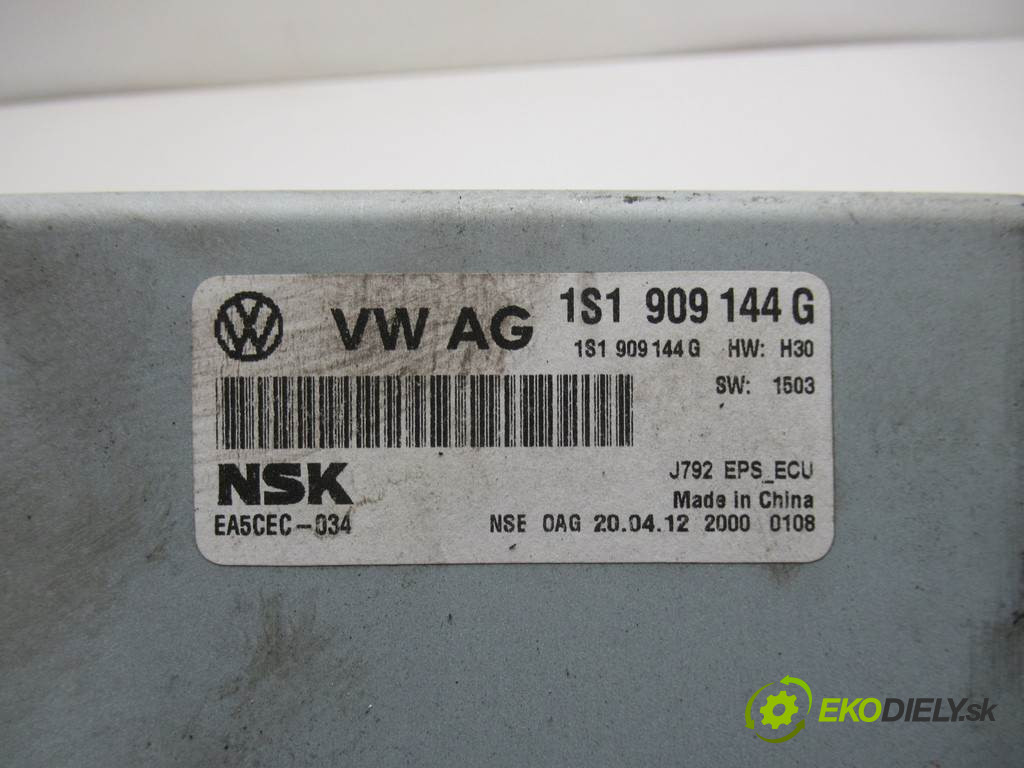 VW AG 1S1 909 144 G
1S1 909 144 G HW: H30
SW: 1503
NSK J792 EPS_ECU
Made in China
EA5CEC-034 NSE 0AG 20.04.12 2000 0108
EKODIELY.sk